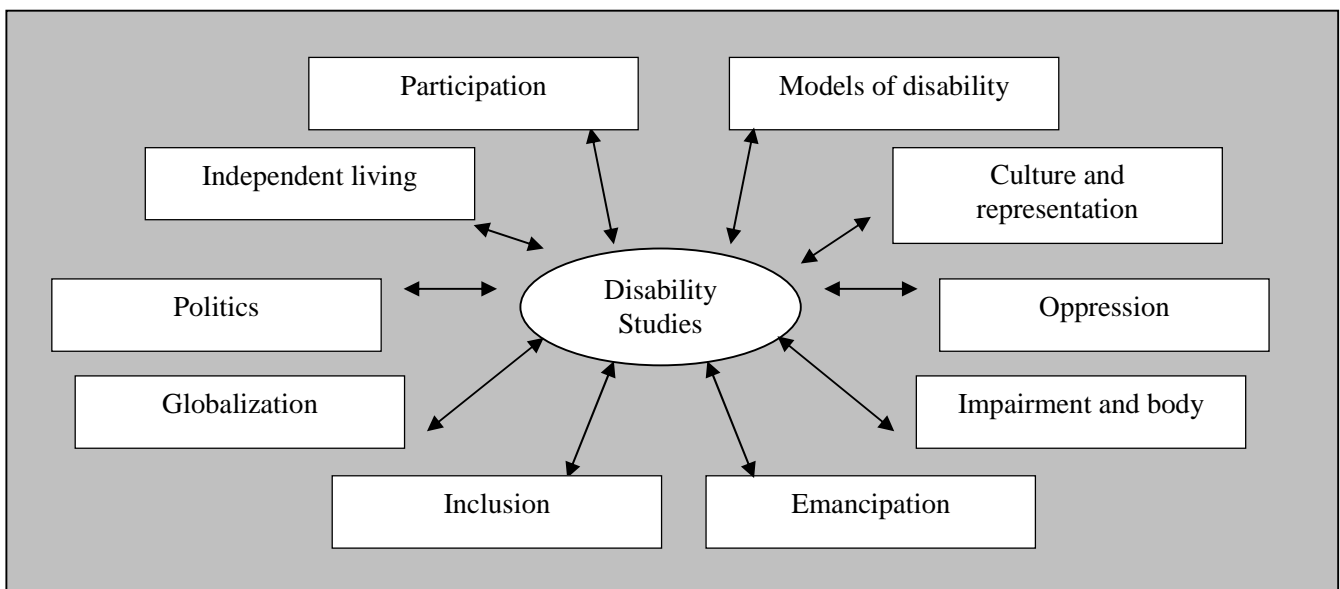 Participation
Models of disability
Independent living
Culture and
representation
Politics
Disability
Studies
Oppression
Globalization
Impairment and body
Inclusion
Emancipation